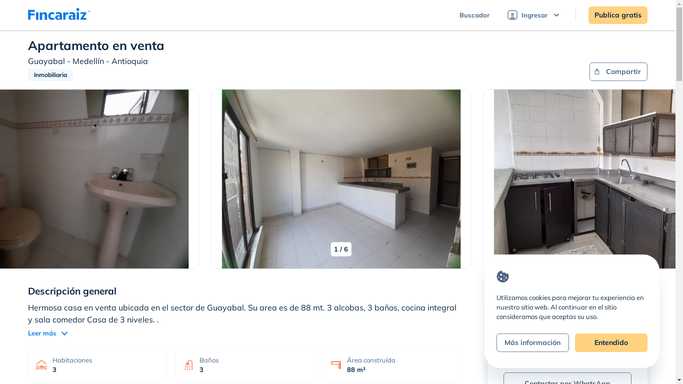 Fincaraiz
Buscador
Ingresar
Publica gratis
Apartamento en venta
Guayabal - Medellín - Antioquia
Inmobiliaria
Compartir
1 / 6
Descripción general
Hermosa casa en venta ubicada en el sector de Guayabal. Su area es de 88 mt. 3 alcobas, 3 baños, cocina integral
y sala comedor Casa de 3 niveles. .
Leer más
Habitaciones
3
Baños
3
Área construída
88 m²
Utilizamos cookies para mejorar tu experiencia en
nuestro sitio web. Al continuar en el sitio
consideramos que aceptas su uso.
Más información
Entendido
Contactar por WhatsApp